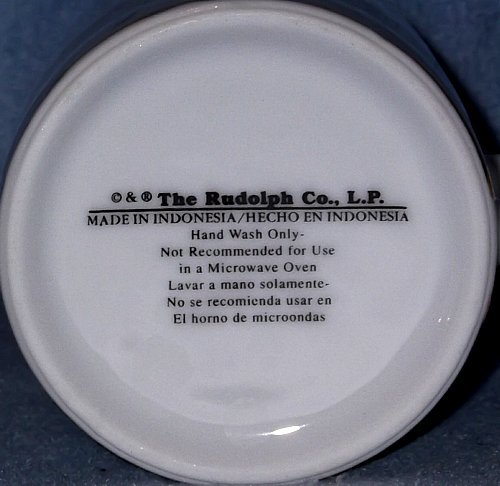 © & ® The Rudolph Co., L.P.
MADE IN INDONESIA/HECHO EN INDONESIA
Hand Wash Only-
Not Recommended for Use
in a Microwave Oven
Lavar a mano solamente-
No se recomienda usar en
El horno de microondas